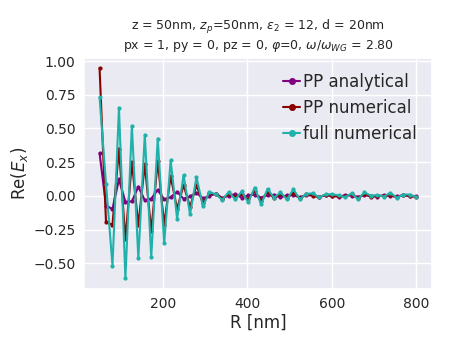 z = 50nm, z_p=50nm, ε₂ = 12, d = 20nm
px = 1, py = 0, pz = 0, φ=0, ω/ω_WG = 2.80
1.00
0.75
0.50
0.25
0.00
−0.25
−0.50
Re(E_x)
PP analytical
PP numerical
full numerical
200 400 600 800
R [nm]